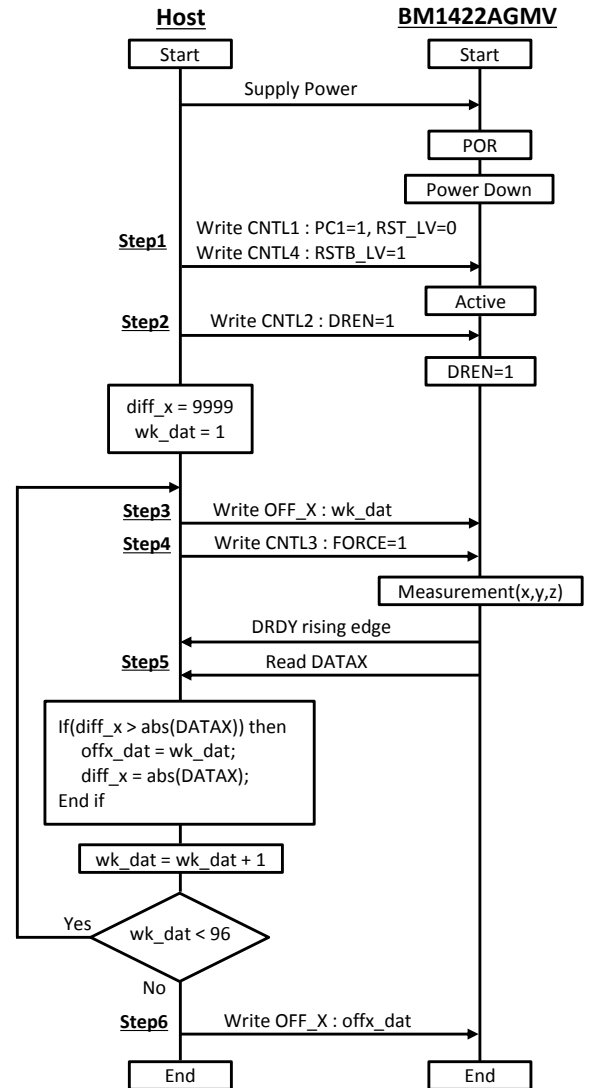 Host BM1422AGMV
Start Start
Supply Power
POR
Power Down
Write CNTL1 : PC1=1, RST_LV=0
Step1
Write CNTL4 : RSTB_LV=1
Active
Step2 Write CNTL2 : DREN=1
DREN=1
diff_x = 9999
wk_dat = 1
Step3 Write OFF_X : wk_dat
Step4 Write CNTL3 : FORCE=1
Measurement(x,y,z)
DRDY rising edge
Step5 Read DATAX
If(diff_x > abs(DATAX)) then
offx_dat = wk_dat;
diff_x = abs(DATAX);
End if
wk_dat = wk_dat + 1
Yes
wk_dat < 96
No
Step6 Write OFF_X : offx_dat
End End